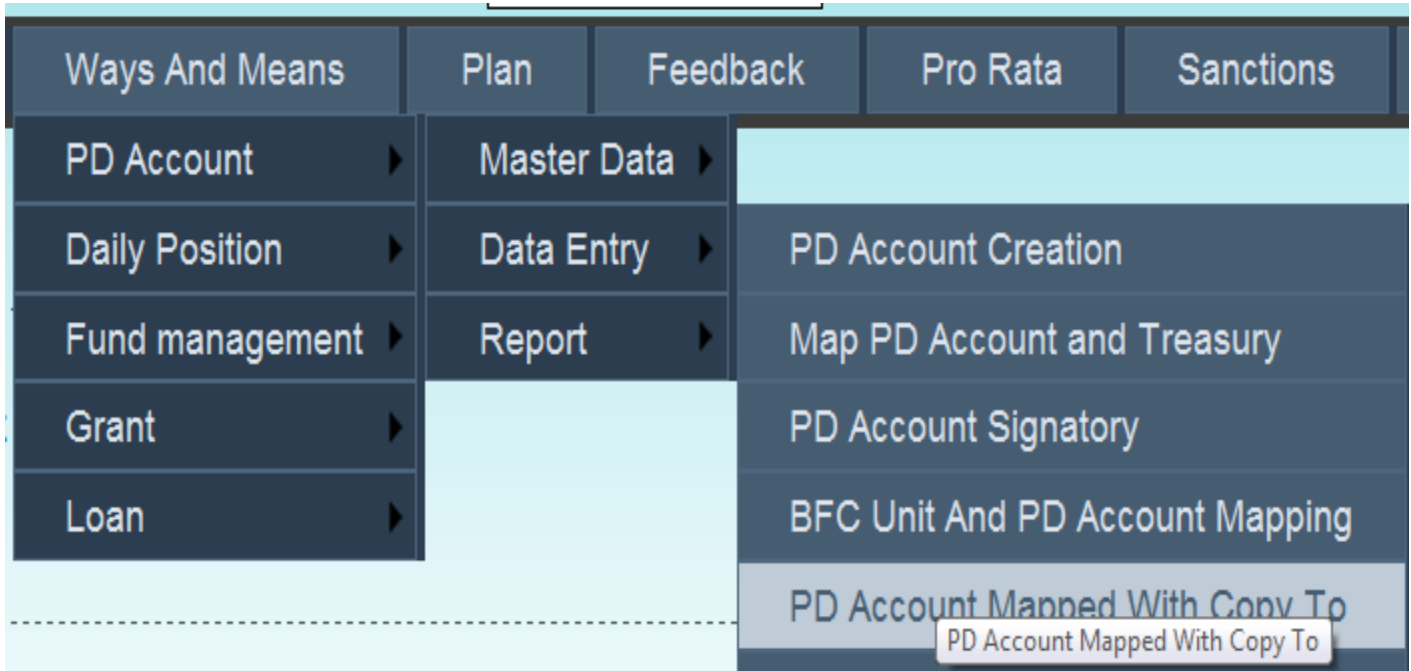 Ways And Means Plan Feedback Pro Rata Sanctions
PD Account Master Data
Daily Position Data Entry PD Account Creation
Fund management Report Map PD Account and Treasury
Grant PD Account Signatory
Loan BFC Unit And PD Account Mapping
PD Account Mapped With Copy To
PD Account Mapped With Copy To